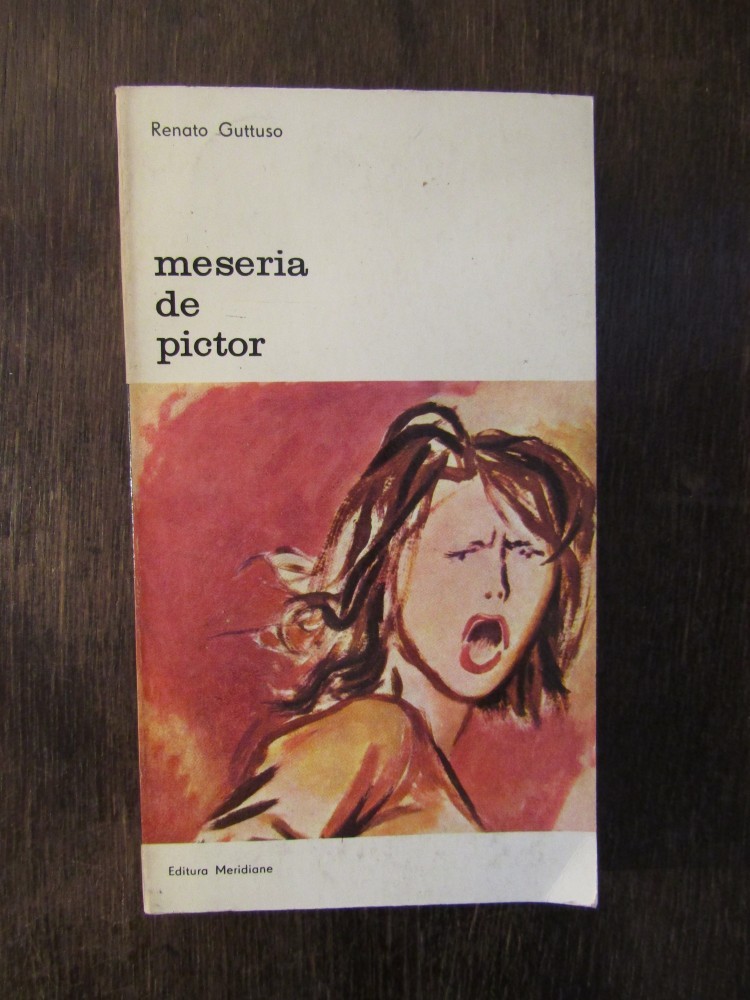 Renato Guttuso
meseria
de
pictor
Editura Meridiane